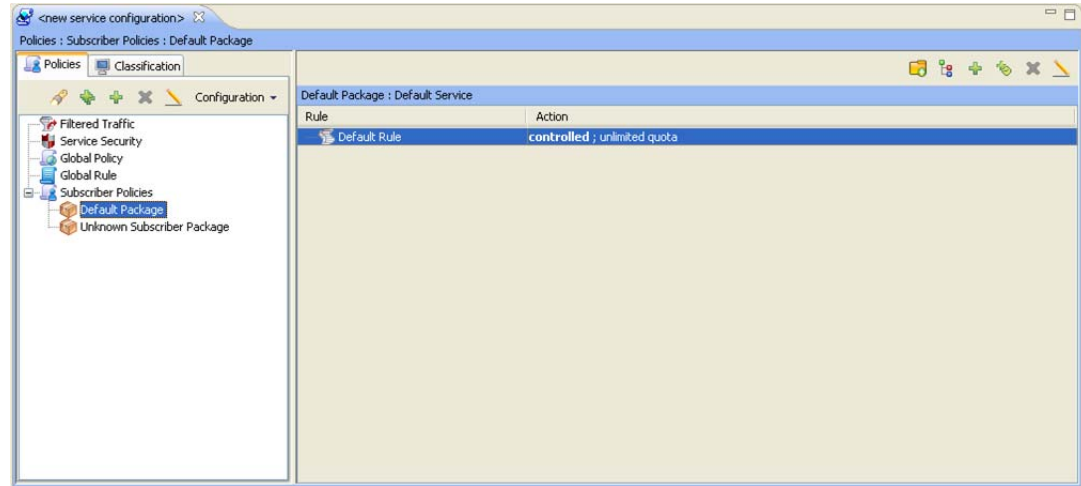 <new service configuration>
Policies : Subscriber Policies : Default Package
Policies
Classification
Configuration
Filtered Traffic
Service Security
Global Policy
Global Rule
Subscriber Policies
Default Package
Unknown Subscriber Package
Default Package : Default Service
Rule Action
Default Rule controlled ; unlimited quota